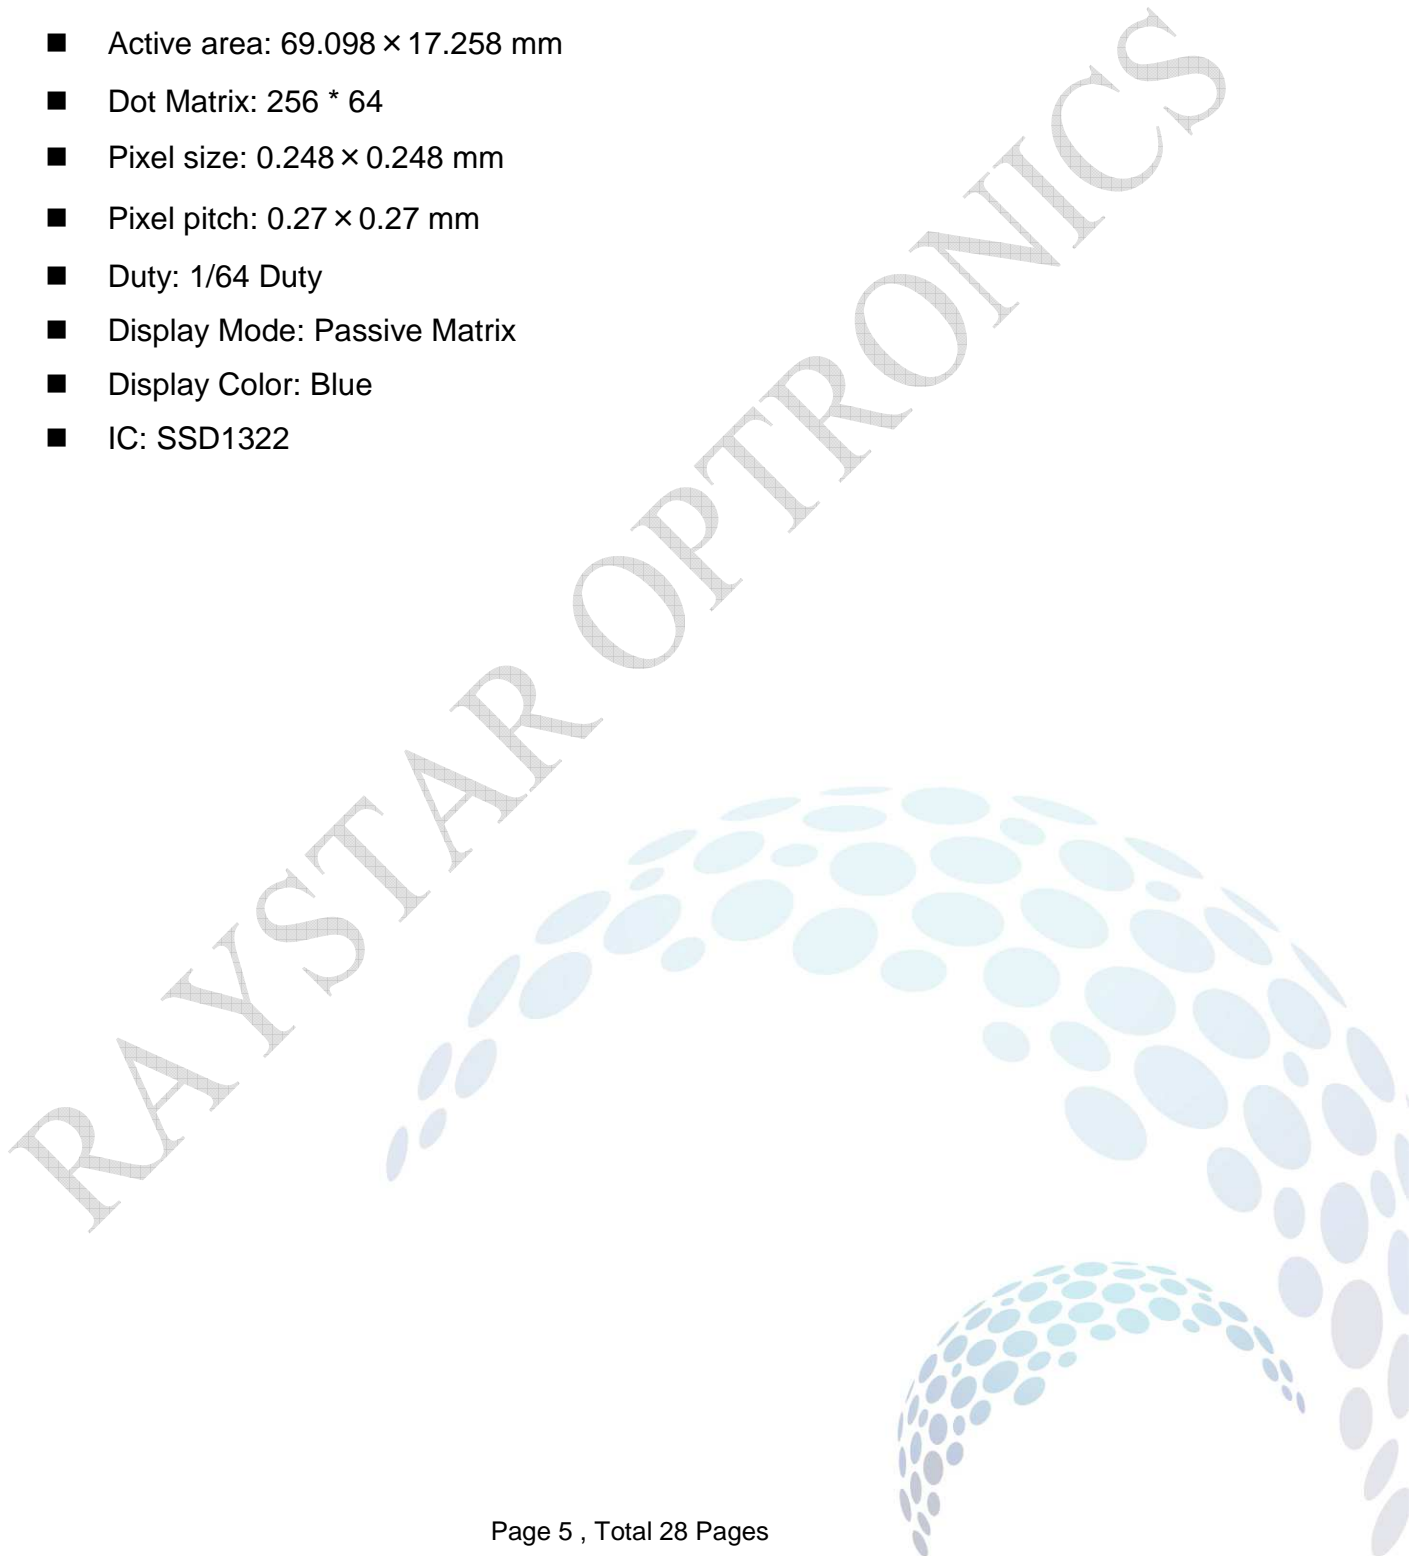 ■ Active area: 69.098×17.258 mm
■ Dot Matrix: 256 * 64
■ Pixel size: 0.248×0.248 mm
■ Pixel pitch: 0.27×0.27 mm
■ Duty: 1/64 Duty
■ Display Mode: Passive Matrix
■ Display Color: Blue
■ IC: SSD1322
RAYSTAR OPTRONICS
Page 5 , Total 28 Pages